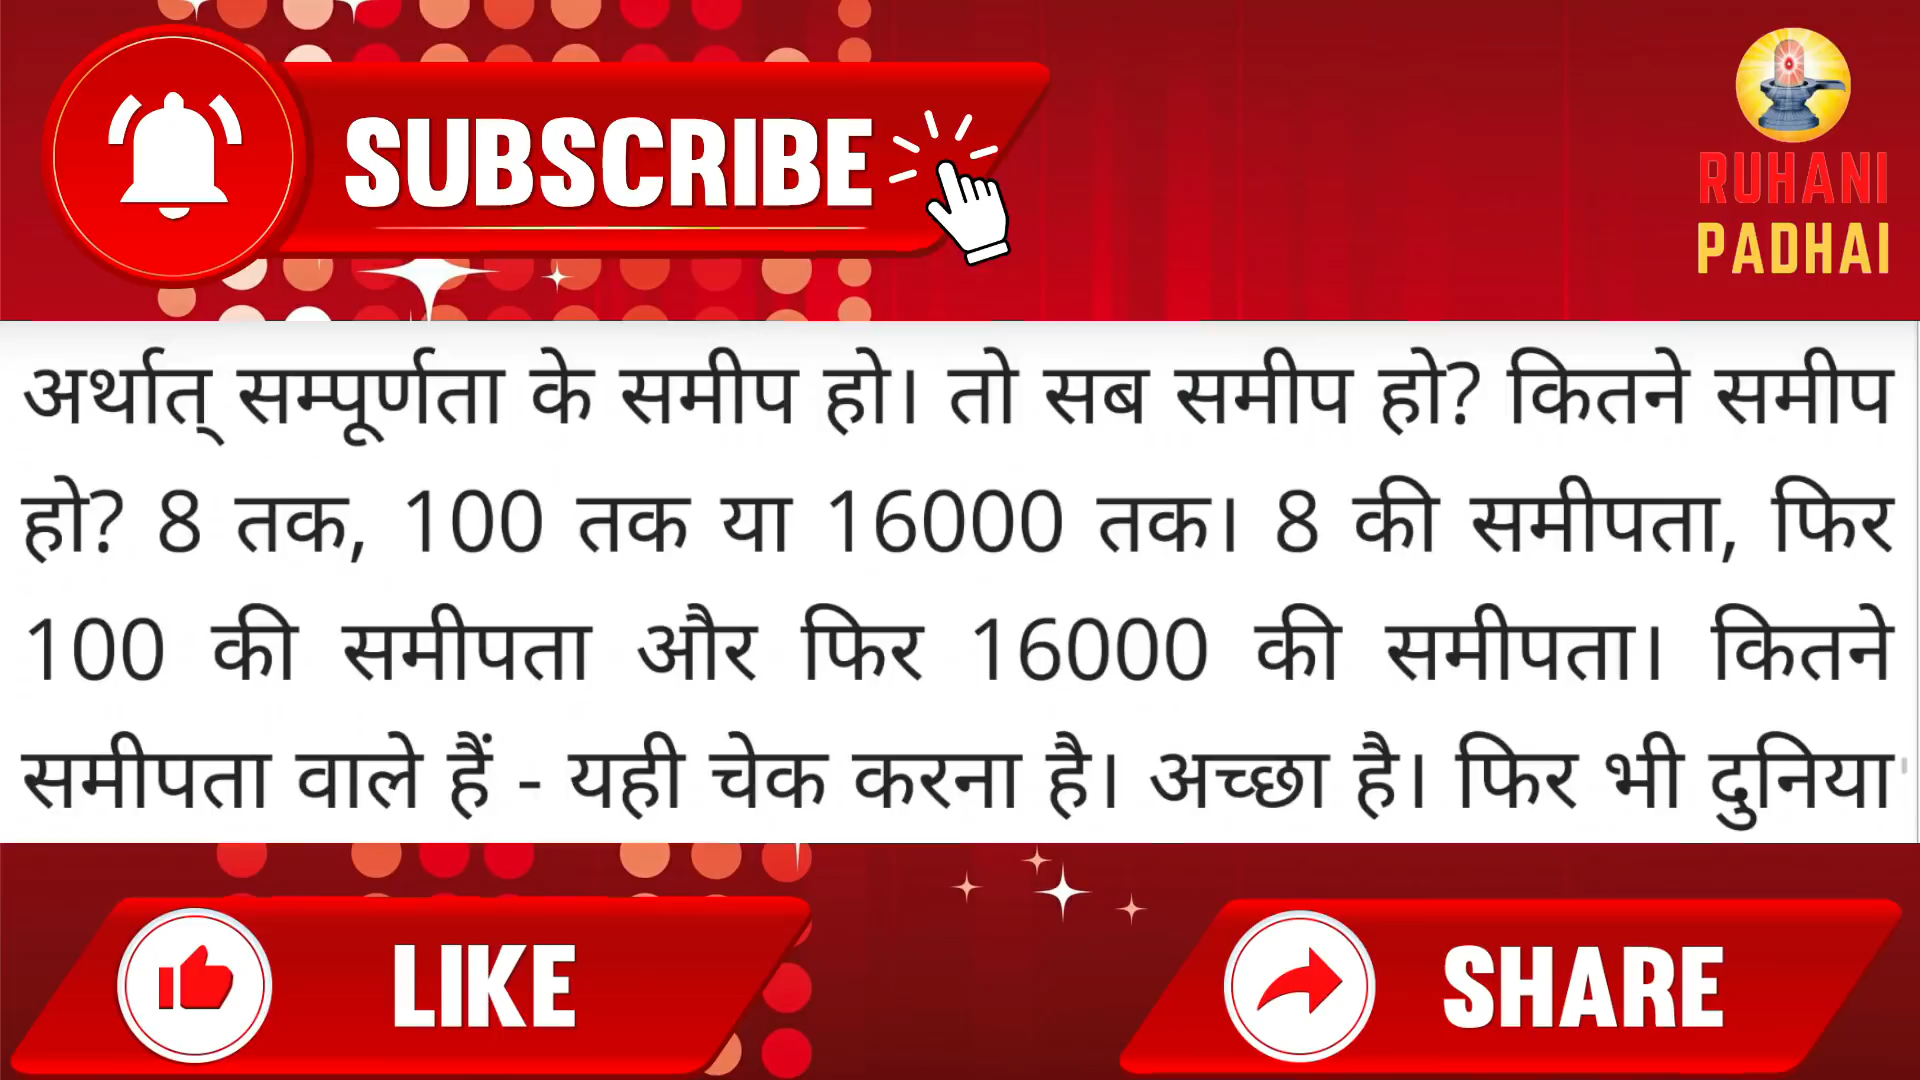 SUBSCRIBE
RUHANI
PADHAI
अर्थात् सम्पूर्णता के समीप हो। तो सब समीप हो? कितने समीप
हो? 8 तक, 100 तक या 16000 तक। 8 की समीपता, फिर
100 की समीपता और फिर 16000 की समीपता। कितने
समीपता वाले हैं - यही चेक करना है। अच्छा है। फिर भी दुनिया
LIKE
SHARE